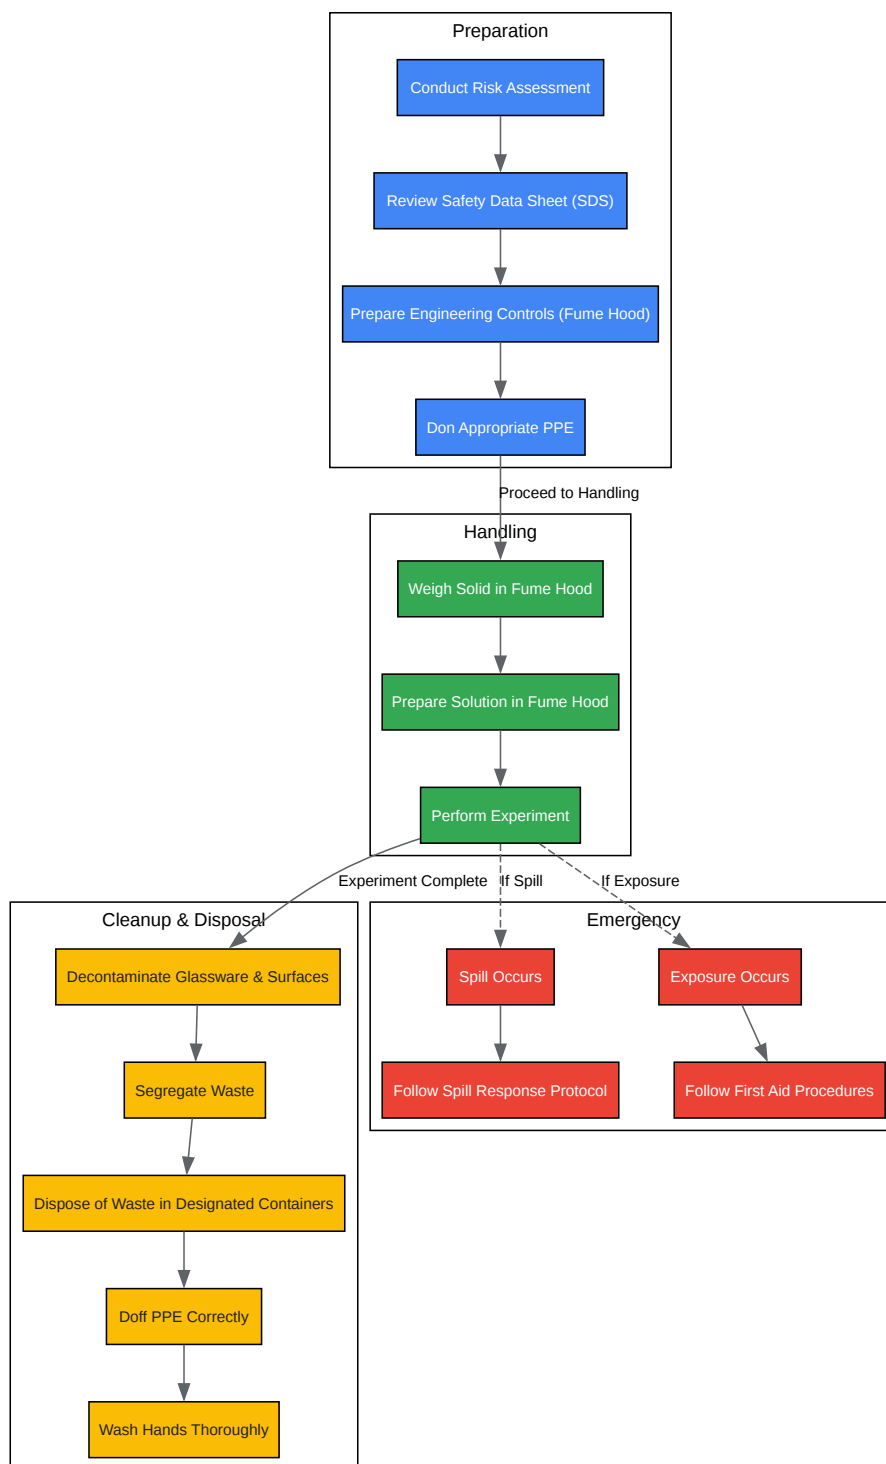 Preparation
Conduct Risk Assessment
Review Safety Data Sheet (SDS)
Prepare Engineering Controls (Fume Hood)
Don Appropriate PPE
Proceed to Handling
Handling
Weigh Solid in Fume Hood
Prepare Solution in Fume Hood
Perform Experiment
Experiment Complete
If Spill
If Exposure
Cleanup & Disposal
Decontaminate Glassware & Surfaces
Segregate Waste
Dispose of Waste in Designated Containers
Doff PPE Correctly
Wash Hands Thoroughly
Emergency
Spill Occurs
Exposure Occurs
Follow Spill Response Protocol
Follow First Aid Procedures